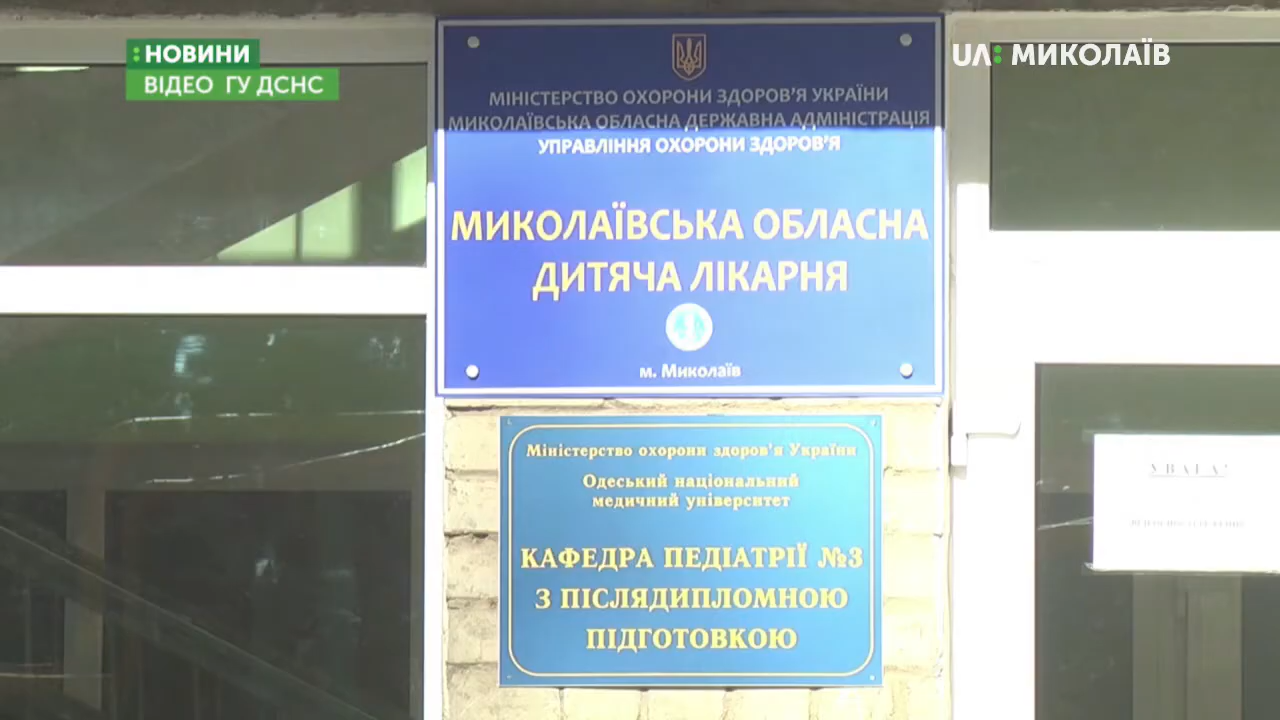 :НОВИНИ
ВІДЕО ГУ ДСНС
UA: МИКОЛАЇВ
МІНІСТЕРСТВО ОХОРОНИ ЗДОРОВ'Я УКРАЇНИ
МИКОЛАЇВСЬКА ОБЛАСНА ДЕРЖАВНА АДМІНІСТРАЦІЯ
УПРАВЛІННЯ ОХОРОНИ ЗДОРОВ'Я
МИКОЛАЇВСЬКА ОБЛАСНА
ДИТЯЧА ЛІКАРНЯ
м. Миколаїв
Міністерство охорони здоров'я України
Одеський національний
медичний університет
КАФЕДРА ПЕДІАТРІЇ №3
З ПІСЛЯДИПЛОМНОЮ
ПІДГОТОВКОЮ
УВАГА!